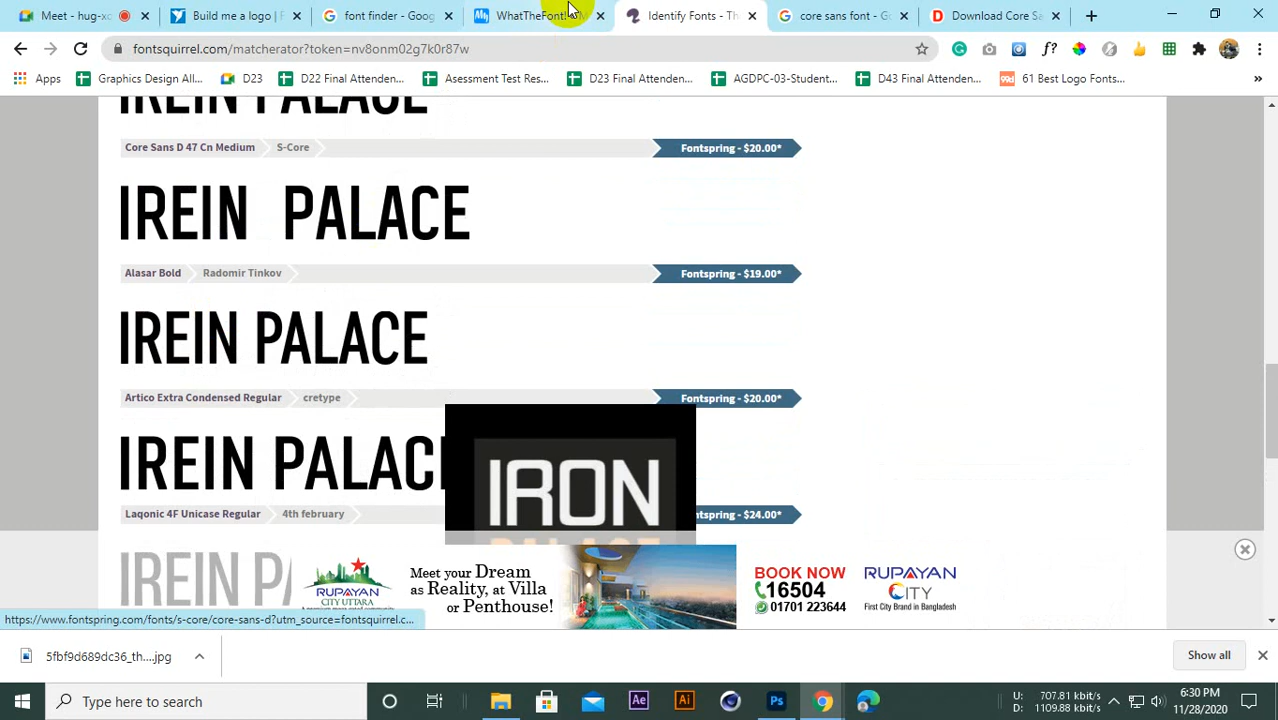 Meet - xd
Build me a logo | F
font hunt - Goog
WhatTheFont! « M
Identify Fonts - Th
core sans font - G
Download Core Sa
fontsquirrel.com/matcherator?token=nv8onm02g7k0r87w
Apps
Graphics Design All...
D23
D22 Final Attenden...
Asessment Test Res...
D23 Final Attenden...
AGDPC-03-Student...
D43 Final Attenden...
61 Best Logo Fonts...
IREIN PALACE
Core Sans D 47 Cn Medium
S-Core
Fontspring - $20.00*
IREIN PALACE
Alasar Bold
Radomir Tinkov
Fontspring - $19.00*
IREIN PALACE
Artico Extra Condensed Regular
cretype
Fontspring - $20.00*
IREIN PALACE
IRON
Laqonic 4F Unicase Regular
4th february
ntspring - $24.00*
IREIN P
RUPAYAN
CITY UTTARA
Meet your Dream
as Reality, at Villa
or Penthouse!
BOOK NOW
16504
01701 223644
RUPAYAN
CITY
First City Brand in Bangladesh
https://www.fontspring.com/fonts/s-core/core-sans-d?utm_source=fontsquirrel.c...
5fbf9d689dc36_th....jpg
Show all
Type here to search
Ae
Ai
Ps
U: 707.81 kbit/s
D: 1109.88 kbit/s
6:30 PM
11/28/2020